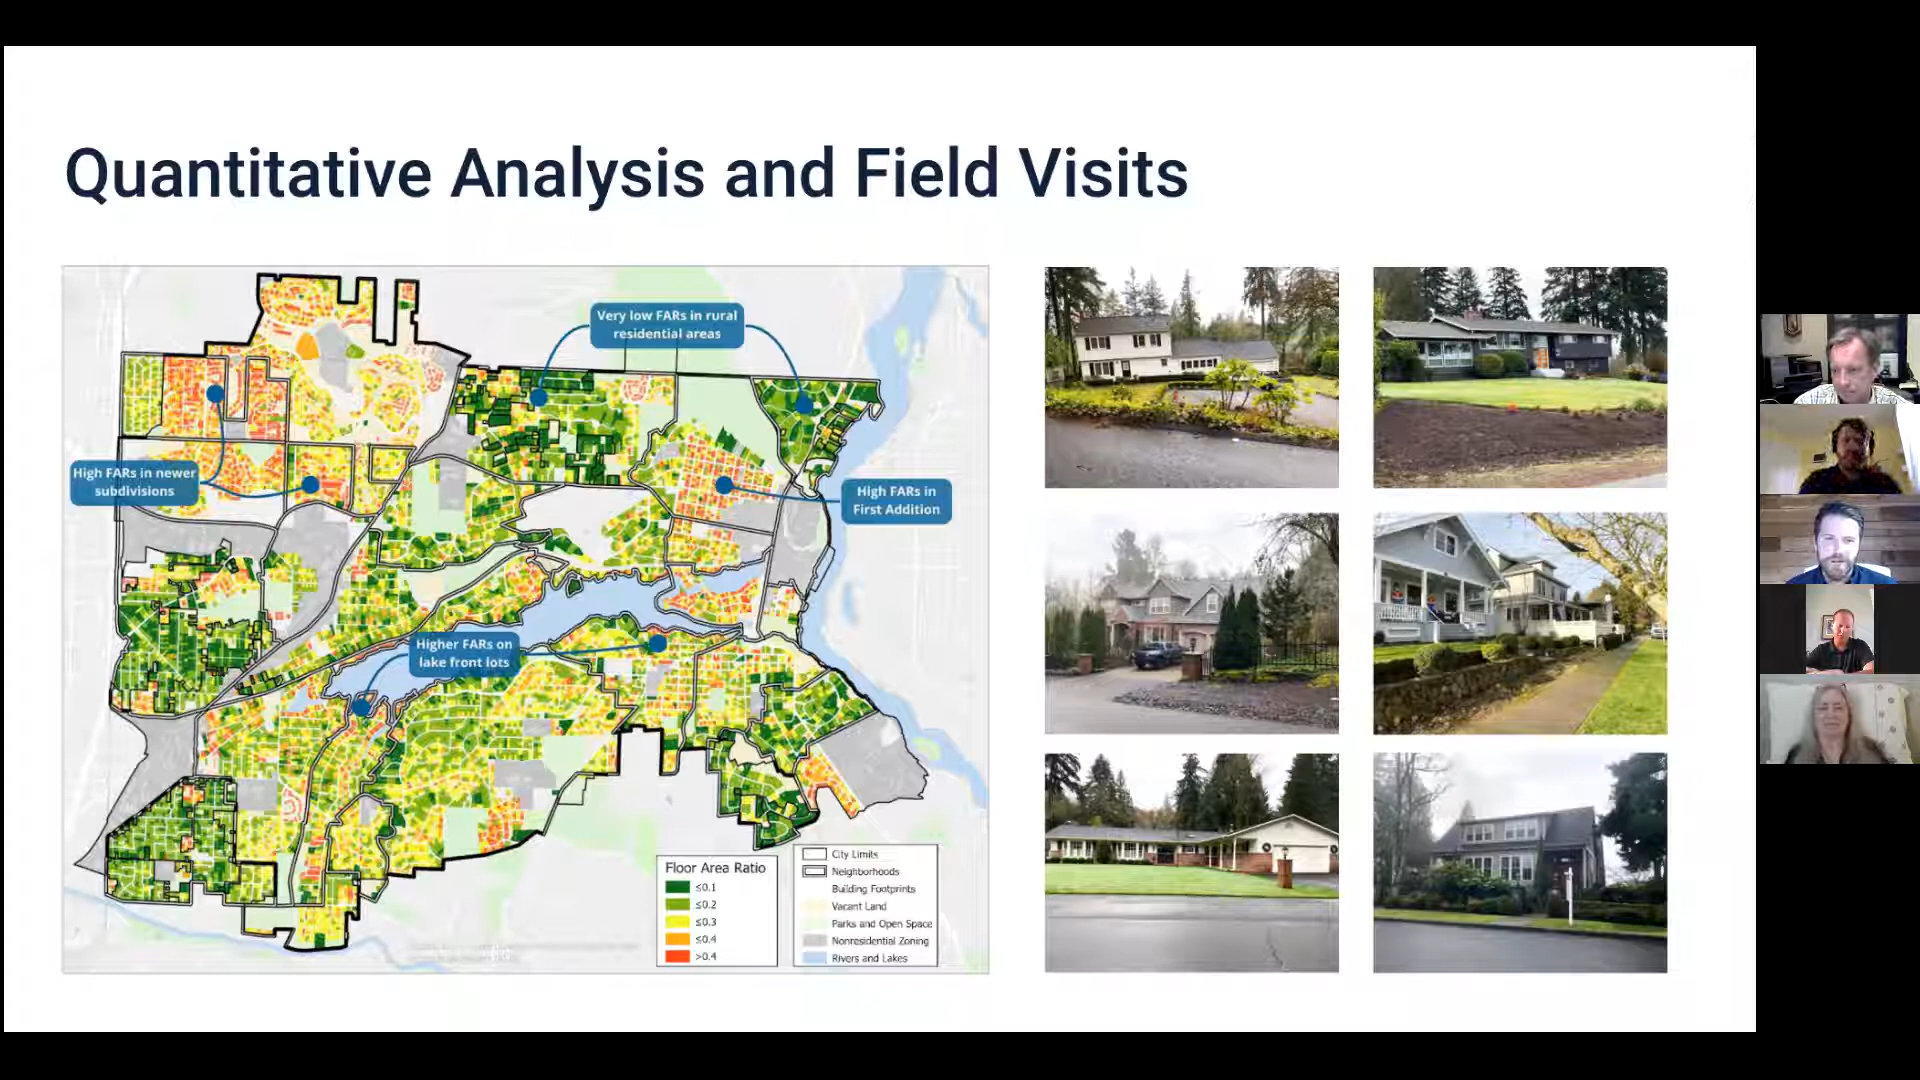 Quantitative Analysis and Field Visits
Very low FARs in rural
residential areas
High FARs in newer
subdivisions
High FARs in
First Addition
Higher FARs on
lake front lots
Floor Area Ratio
≤0.1
≤0.2
≤0.3
≤0.4
>0.4
City Limits
Neighborhoods
Building Footprints
Vacant Land
Parks and Open Space
Nonresidential Zoning
Rivers and Lakes